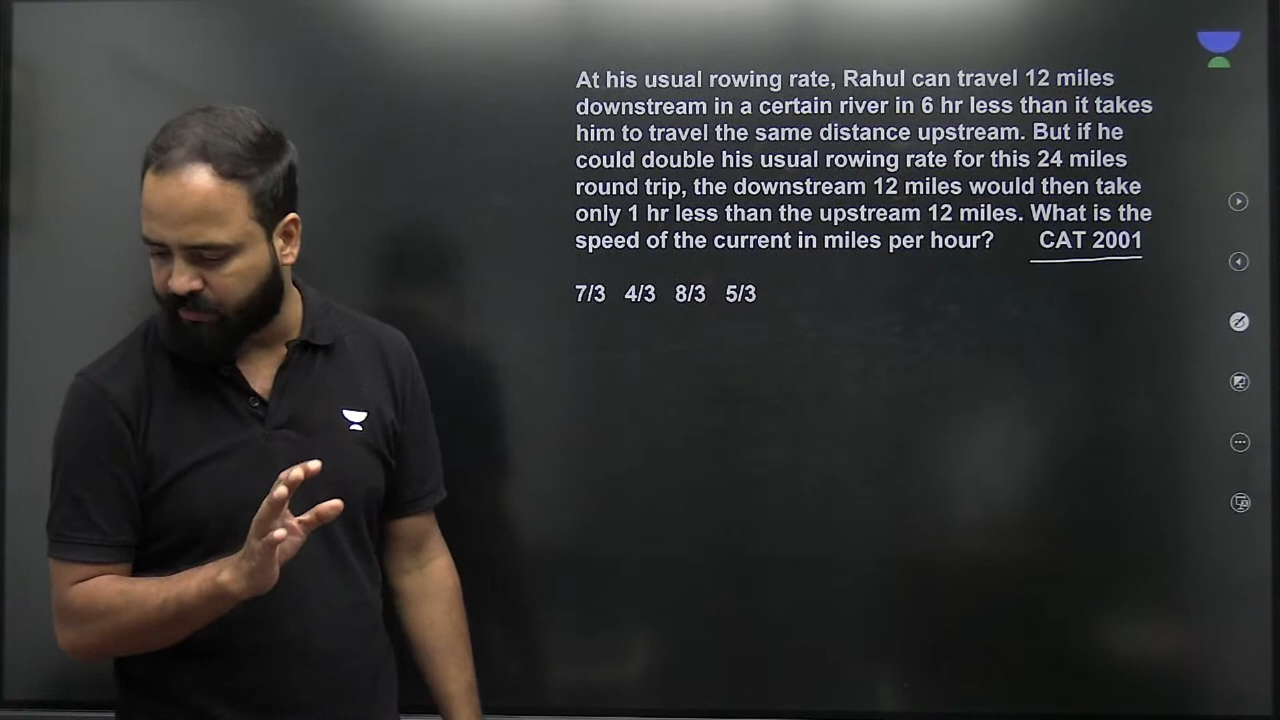 At his usual rowing rate, Rahul can travel 12 miles
downstream in a certain river in 6 hr less than it takes
him to travel the same distance upstream. But if he
could double his usual rowing rate for this 24 miles
round trip, the downstream 12 miles would then take
only 1 hr less than the upstream 12 miles. What is the
speed of the current in miles per hour? CAT 2001
7/3 4/3 8/3 5/3